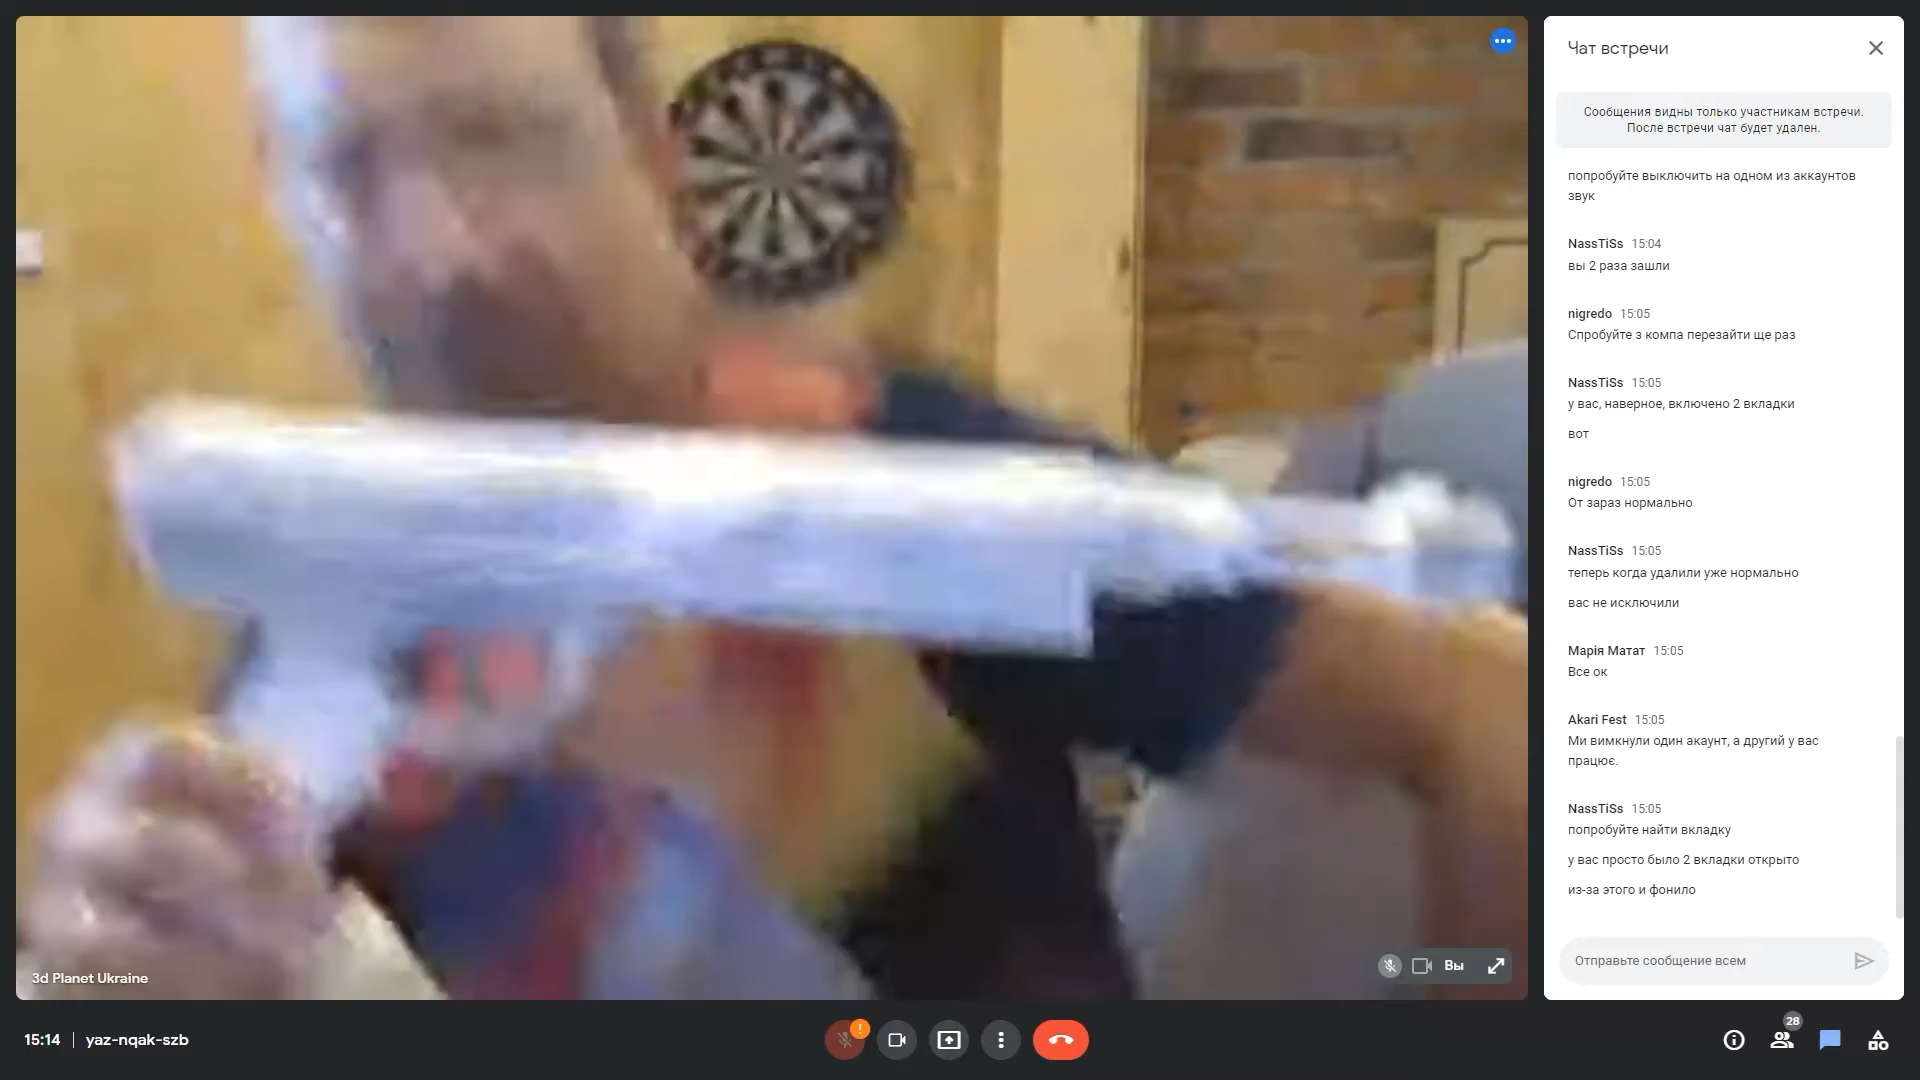 Чат встречи
Сообщения видны только участникам встречи.
После встречи чат будет удален.
попробуйте выключить на одном из аккаунтов
звук
NassTiSs 15:04
вы 2 раза зашли
nigredo 15:05
Спробуйте з компа перезайти ще раз
NassTiSs 15:05
у вас, наверное, включено 2 вкладки
вот
nigredo 15:05
От зараз нормально
NassTiSs 15:05
теперь когда удалили уже нормально
вас не исключили
Марія Матат 15:05
Все ок
Akari Fest 15:05
Ми вимкнули один акаунт, а другий у вас
працює.
NassTiSs 15:05
попробуйте найти вкладку
у вас просто было 2 вкладки открыто
из-за этого и фонило
Отправьте сообщение всем
3d Planet Ukraine
Вы
15:14 | yaz-nqak-szb
28